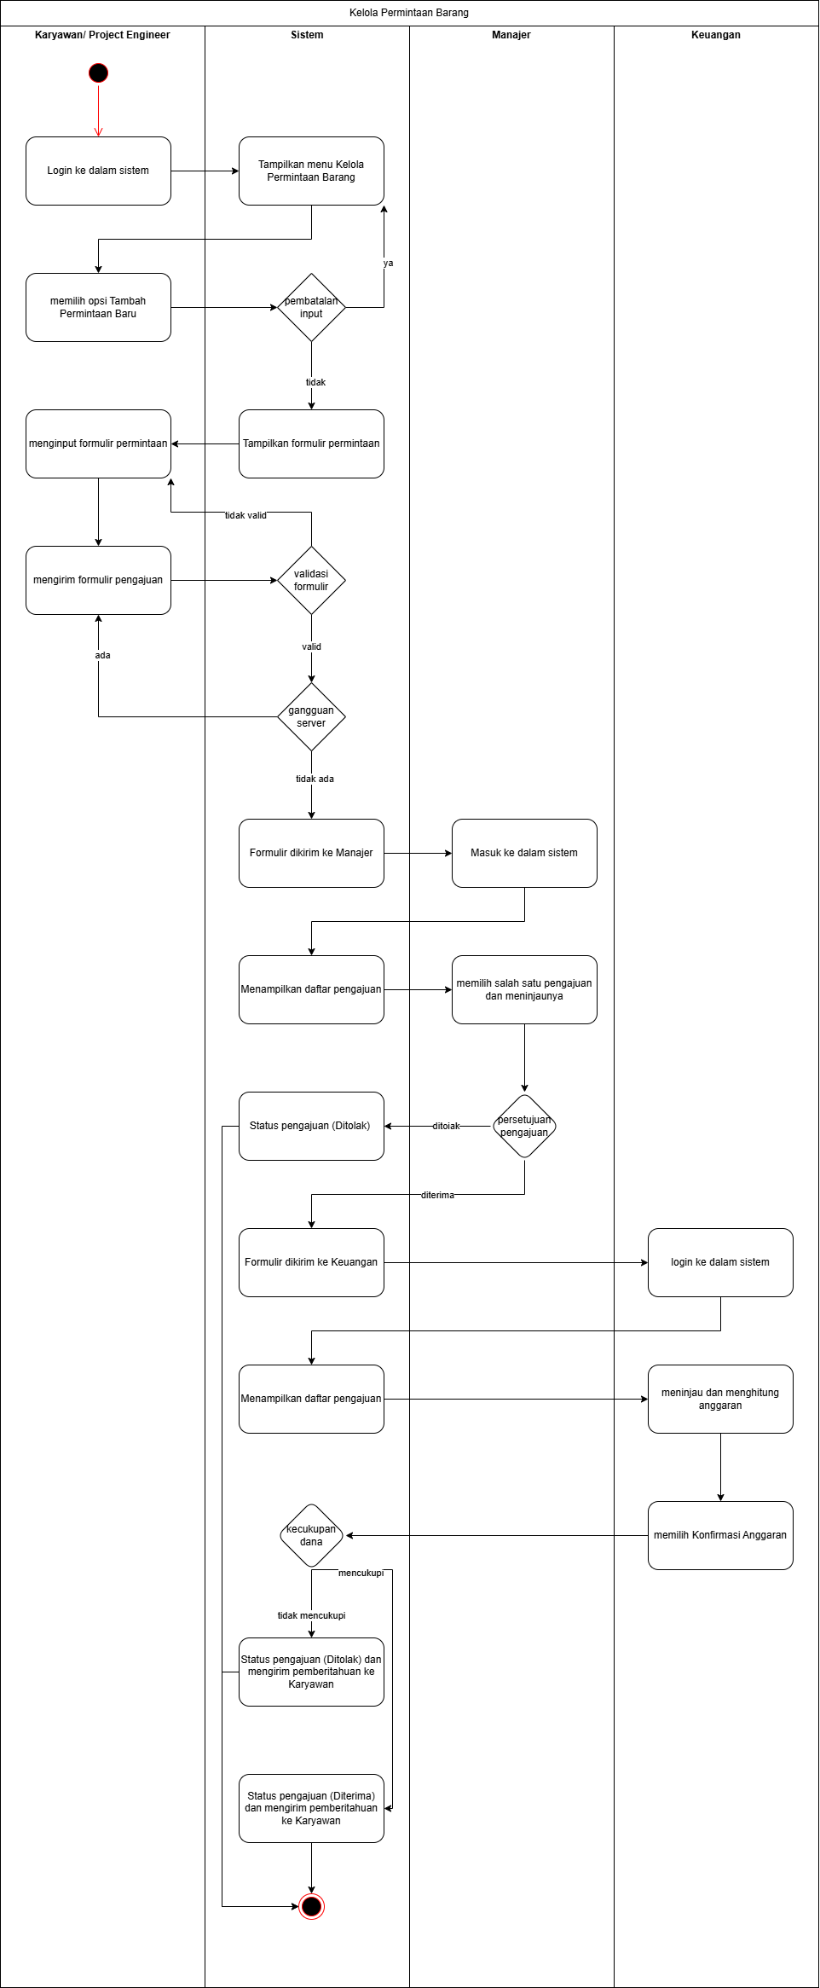 Kelola Permintaan Barang
Karyawan/ Project Engineer
Sistem
Manajer
Keuangan
Login ke dalam sistem
Tampilkan menu Kelola
Permintaan Barang
ya
memilih opsi Tambah
Permintaan Baru
pembatalan
input
tidak
menginput formulir permintaan
Tampilkan formulir permintaan
tidak valid
mengirim formulir pengajuan
validasi
formulir
valid
ada
gangguan
server
tidak ada
Formulir dikirim ke Manajer
Masuk ke dalam sistem
Menampilkan daftar pengajuan
memilih salah satu pengajuan
dan meninjaunya
Status pengajuan (Ditolak)
ditolak
persetujuan
pengajuan
diterima
Formulir dikirim ke Keuangan
login ke dalam sistem
Menampilkan daftar pengajuan
meninjau dan menghitung
anggaran
kecukupan
dana
memilih Konfirmasi Anggaran
mencukupi
tidak mencukupi
Status pengajuan (Ditolak) dan
mengirim pemberitahuan ke
Karyawan
Status pengajuan (Diterima)
dan mengirim pemberitahuan
ke Karyawan